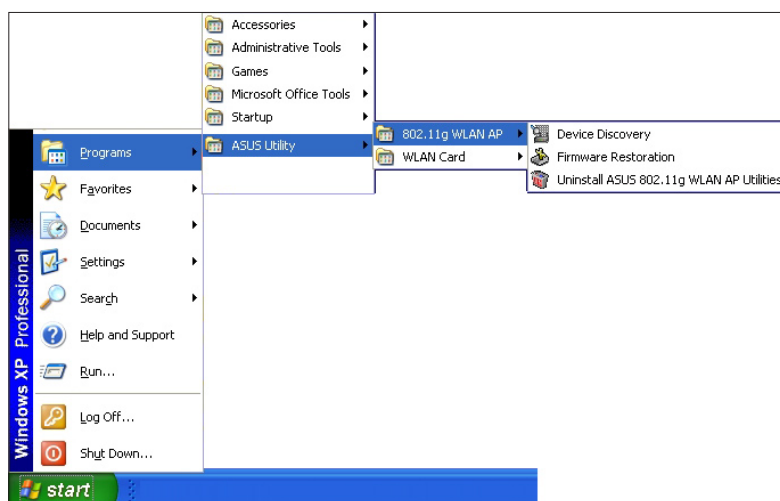 Accessories
Administrative Tools
Games
Microsoft Office Tools
Startup
ASUS Utility
802.11g WLAN AP
WLAN Card
Device Discovery
Firmware Restoration
Uninstall ASUS 802.11g WLAN AP Utilities
Programs
Favorites
Documents
Settings
Search
Help and Support
Run...
Log Off...
Shut Down...
Windows XP Professional
start